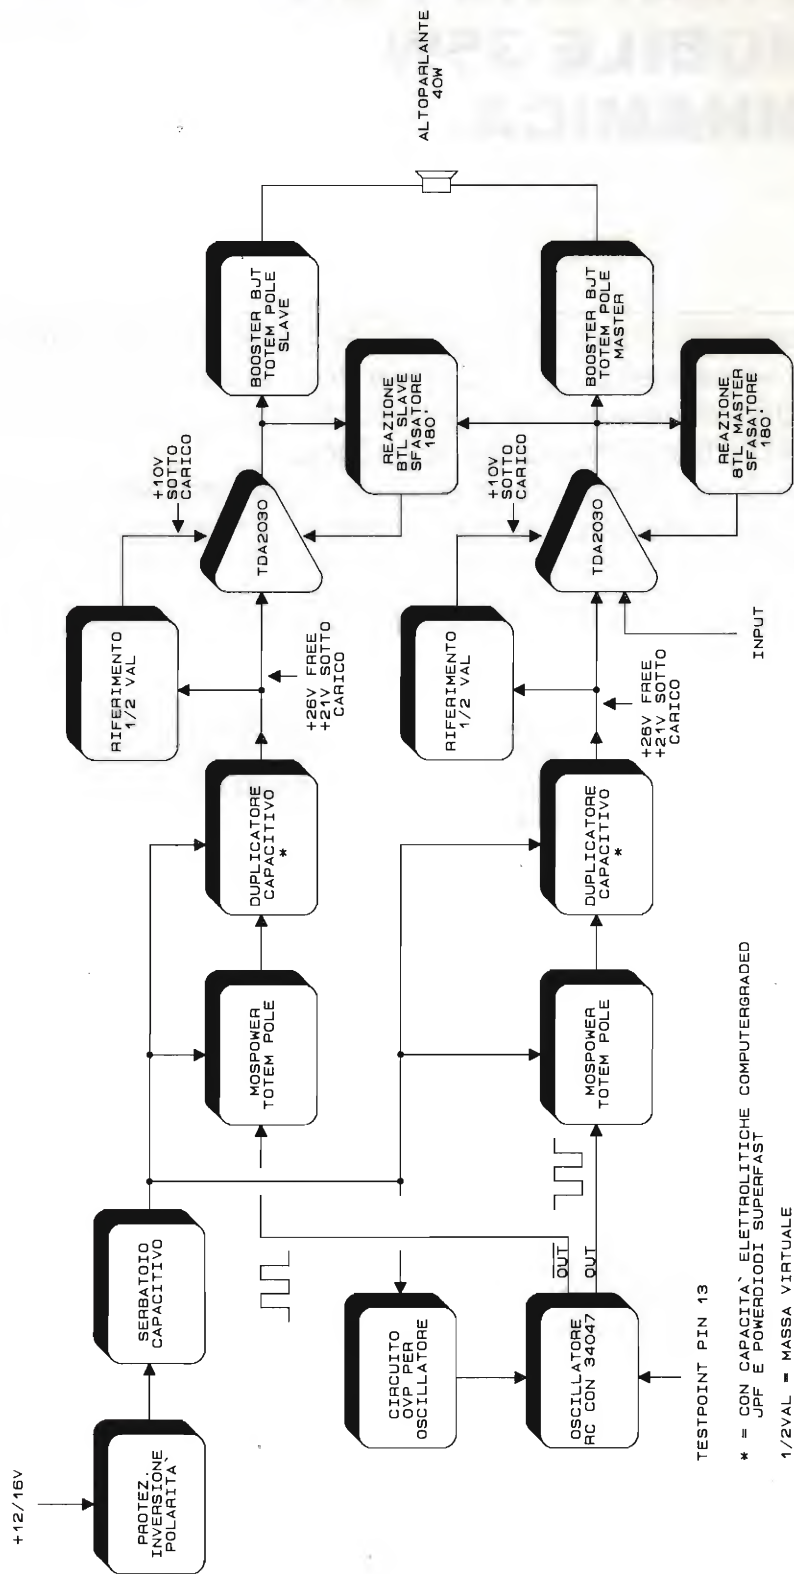 +12/16V
PROTEZ.
INVERSIONE
POLARITÀ
SERBATOIO
CAPACITIVO
MOSPOWER
TOTEM POLE
DUPLICATORE
CAPACITIVO
*
RIFERIMENTO
1/2 VAL
+26V FREE
+21V SOTTO
CARICO
+10V
SOTTO
CARICO
TDA2030
REAZIONE
BTL SLAVE
SFASATORE
180°
BOOSTER BJT
TOTEM POLE
SLAVE
ALTOPARLANTE
40W
CIRCUITO
OVP PER
OSCILLATORE
OSCILLATORE
RC CON 34047
OUT
OUT
MOSPOWER
TOTEM POLE
DUPLICATORE
CAPACITIVO
*
RIFERIMENTO
1/2 VAL
+26V FREE
+21V SOTTO
CARICO
+10V
SOTTO
CARICO
TDA2030
REAZIONE
BTL MASTER
SFASATORE
180°
BOOSTER BJT
TOTEM POLE
MASTER
INPUT
TESTPOINT PIN 13
* = CON CAPACITA` ELETTROLITICHE COMPUTERGRADED
JPF E POWERDIODI SUPERFAST
1/2VAL = MASSA VIRTUALE